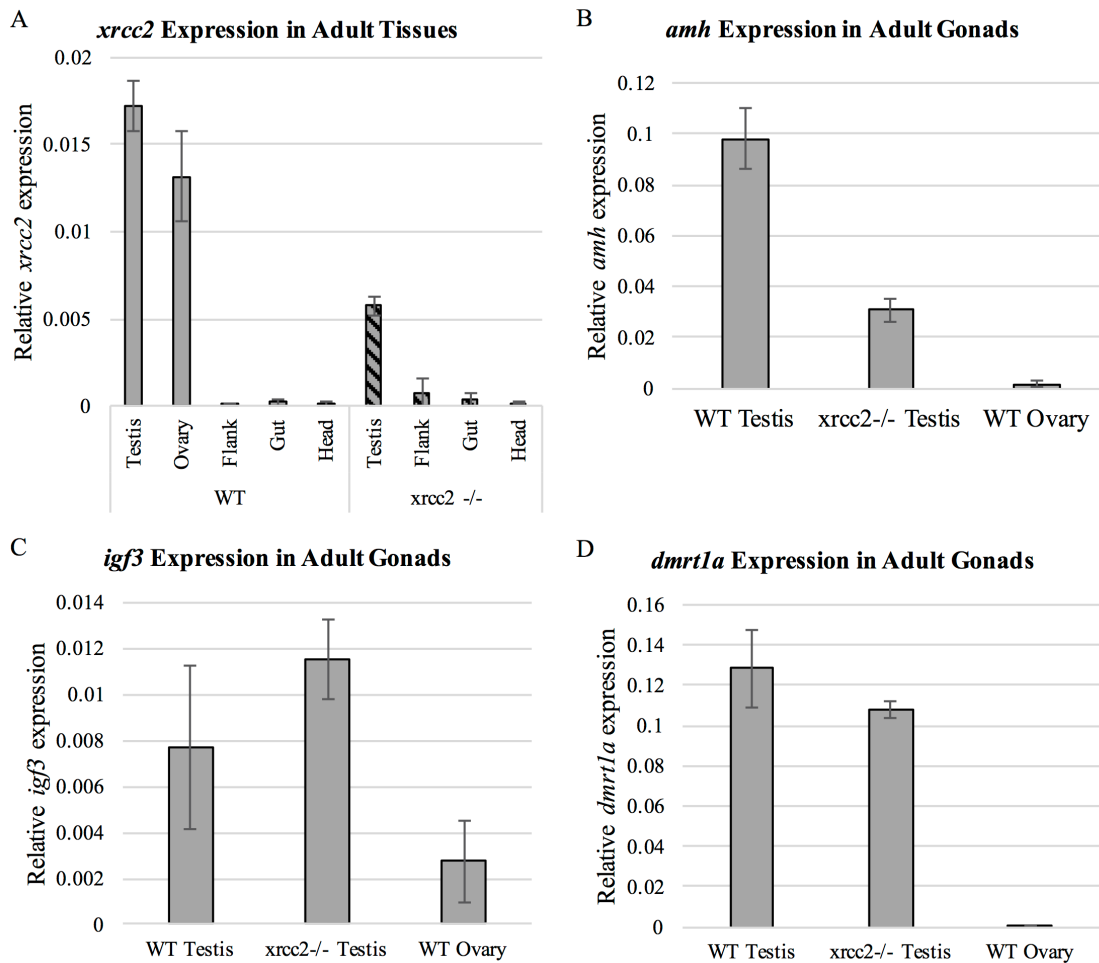 A
xrcc2 Expression in Adult Tissues
Relative xrcc2 expression
0.02
0.015
0.01
0.005
0
Testis
Ovary
Flank
Gut
Head
Testis
Flank
Gut
Head
WT
xrcc2 -/-
B
amh Expression in Adult Gonads
Relative amh expression
0.12
0.1
0.08
0.06
0.04
0.02
0
WT Testis
xrcc2-/- Testis
WT Ovary
C
igf3 Expression in Adult Gonads
Relative igf3 expression
0.014
0.012
0.01
0.008
0.006
0.004
0.002
0
WT Testis
xrcc2-/- Testis
WT Ovary
D
dmrt1a Expression in Adult Gonads
Relative dmrt1a expression
0.16
0.14
0.12
0.1
0.08
0.06
0.04
0.02
0
WT Testis
xrcc2-/- Testis
WT Ovary